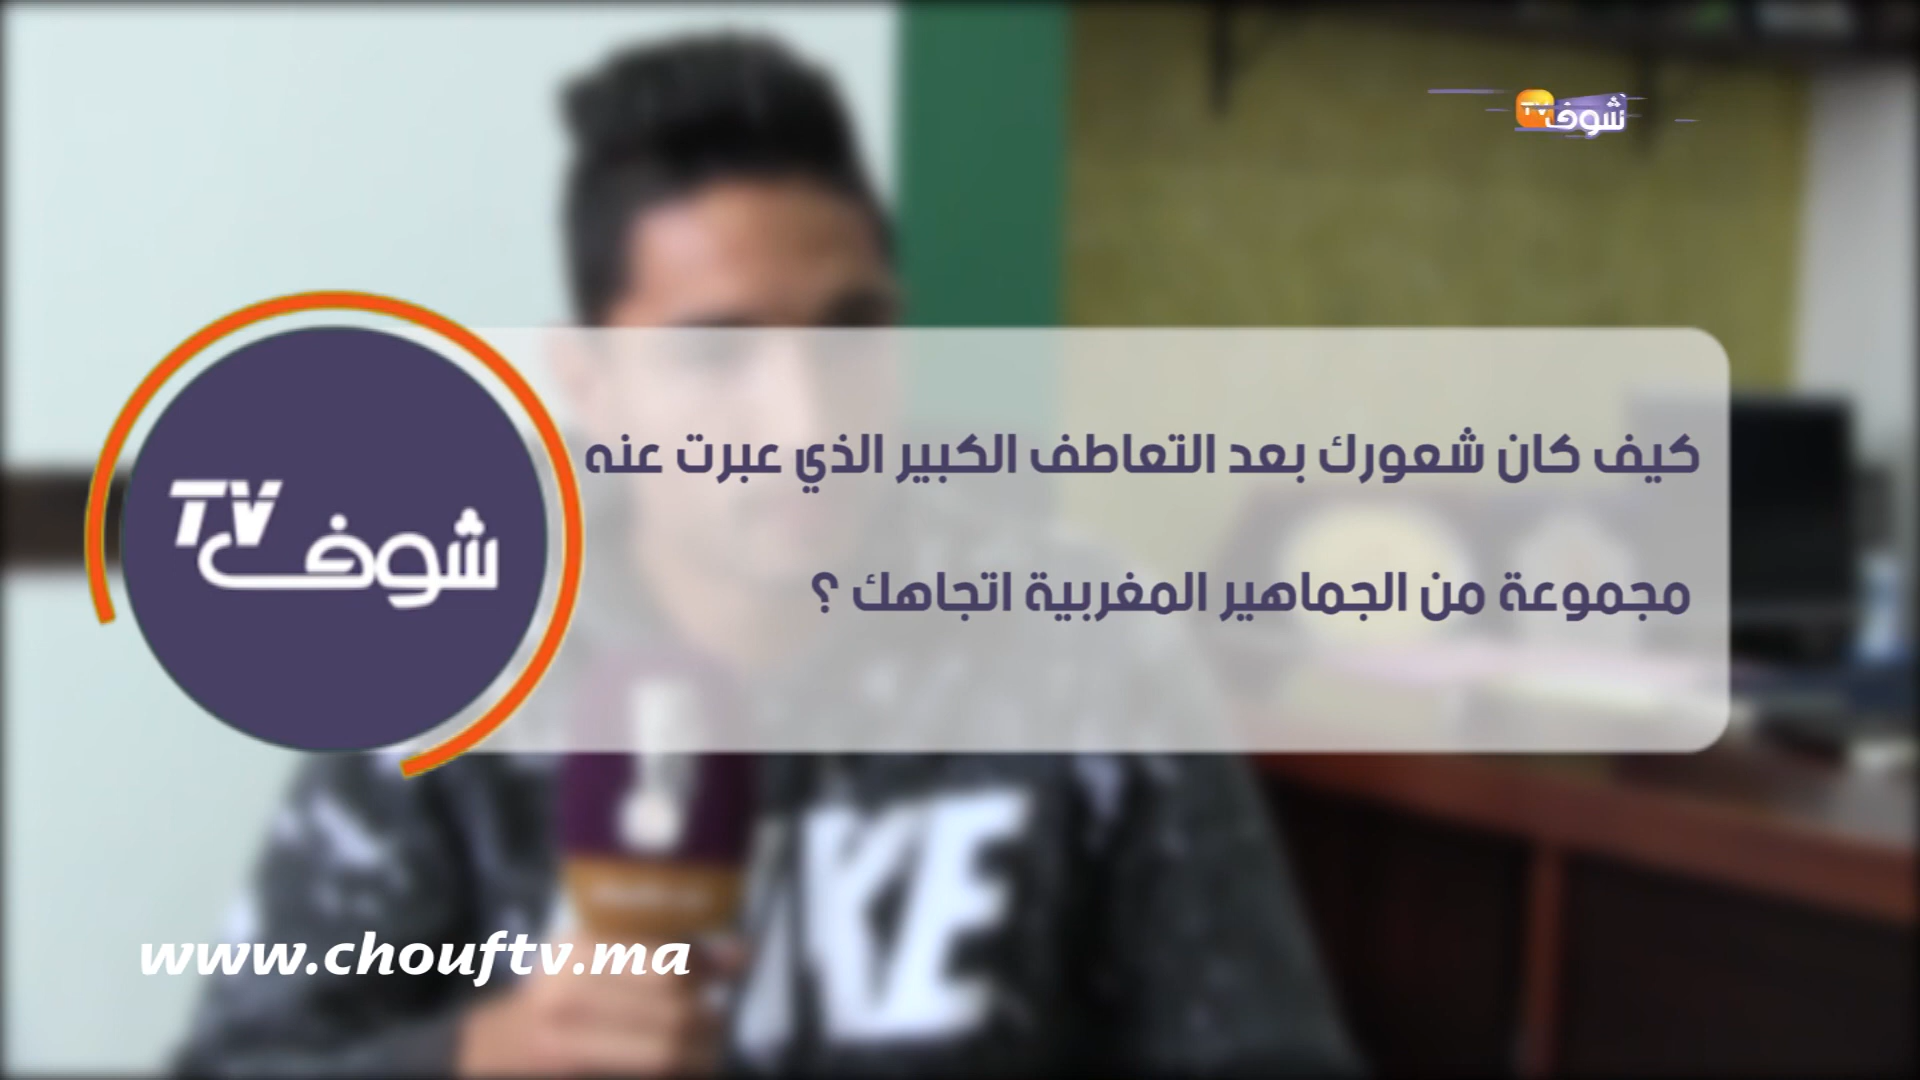 شوف TV
كيف كان شعورك بعد التعاطف الكبير الذي عبرت عنه
مجموعة من الجماهير المغربية اتجاهك ؟
شوف TV
www.chouftv.ma